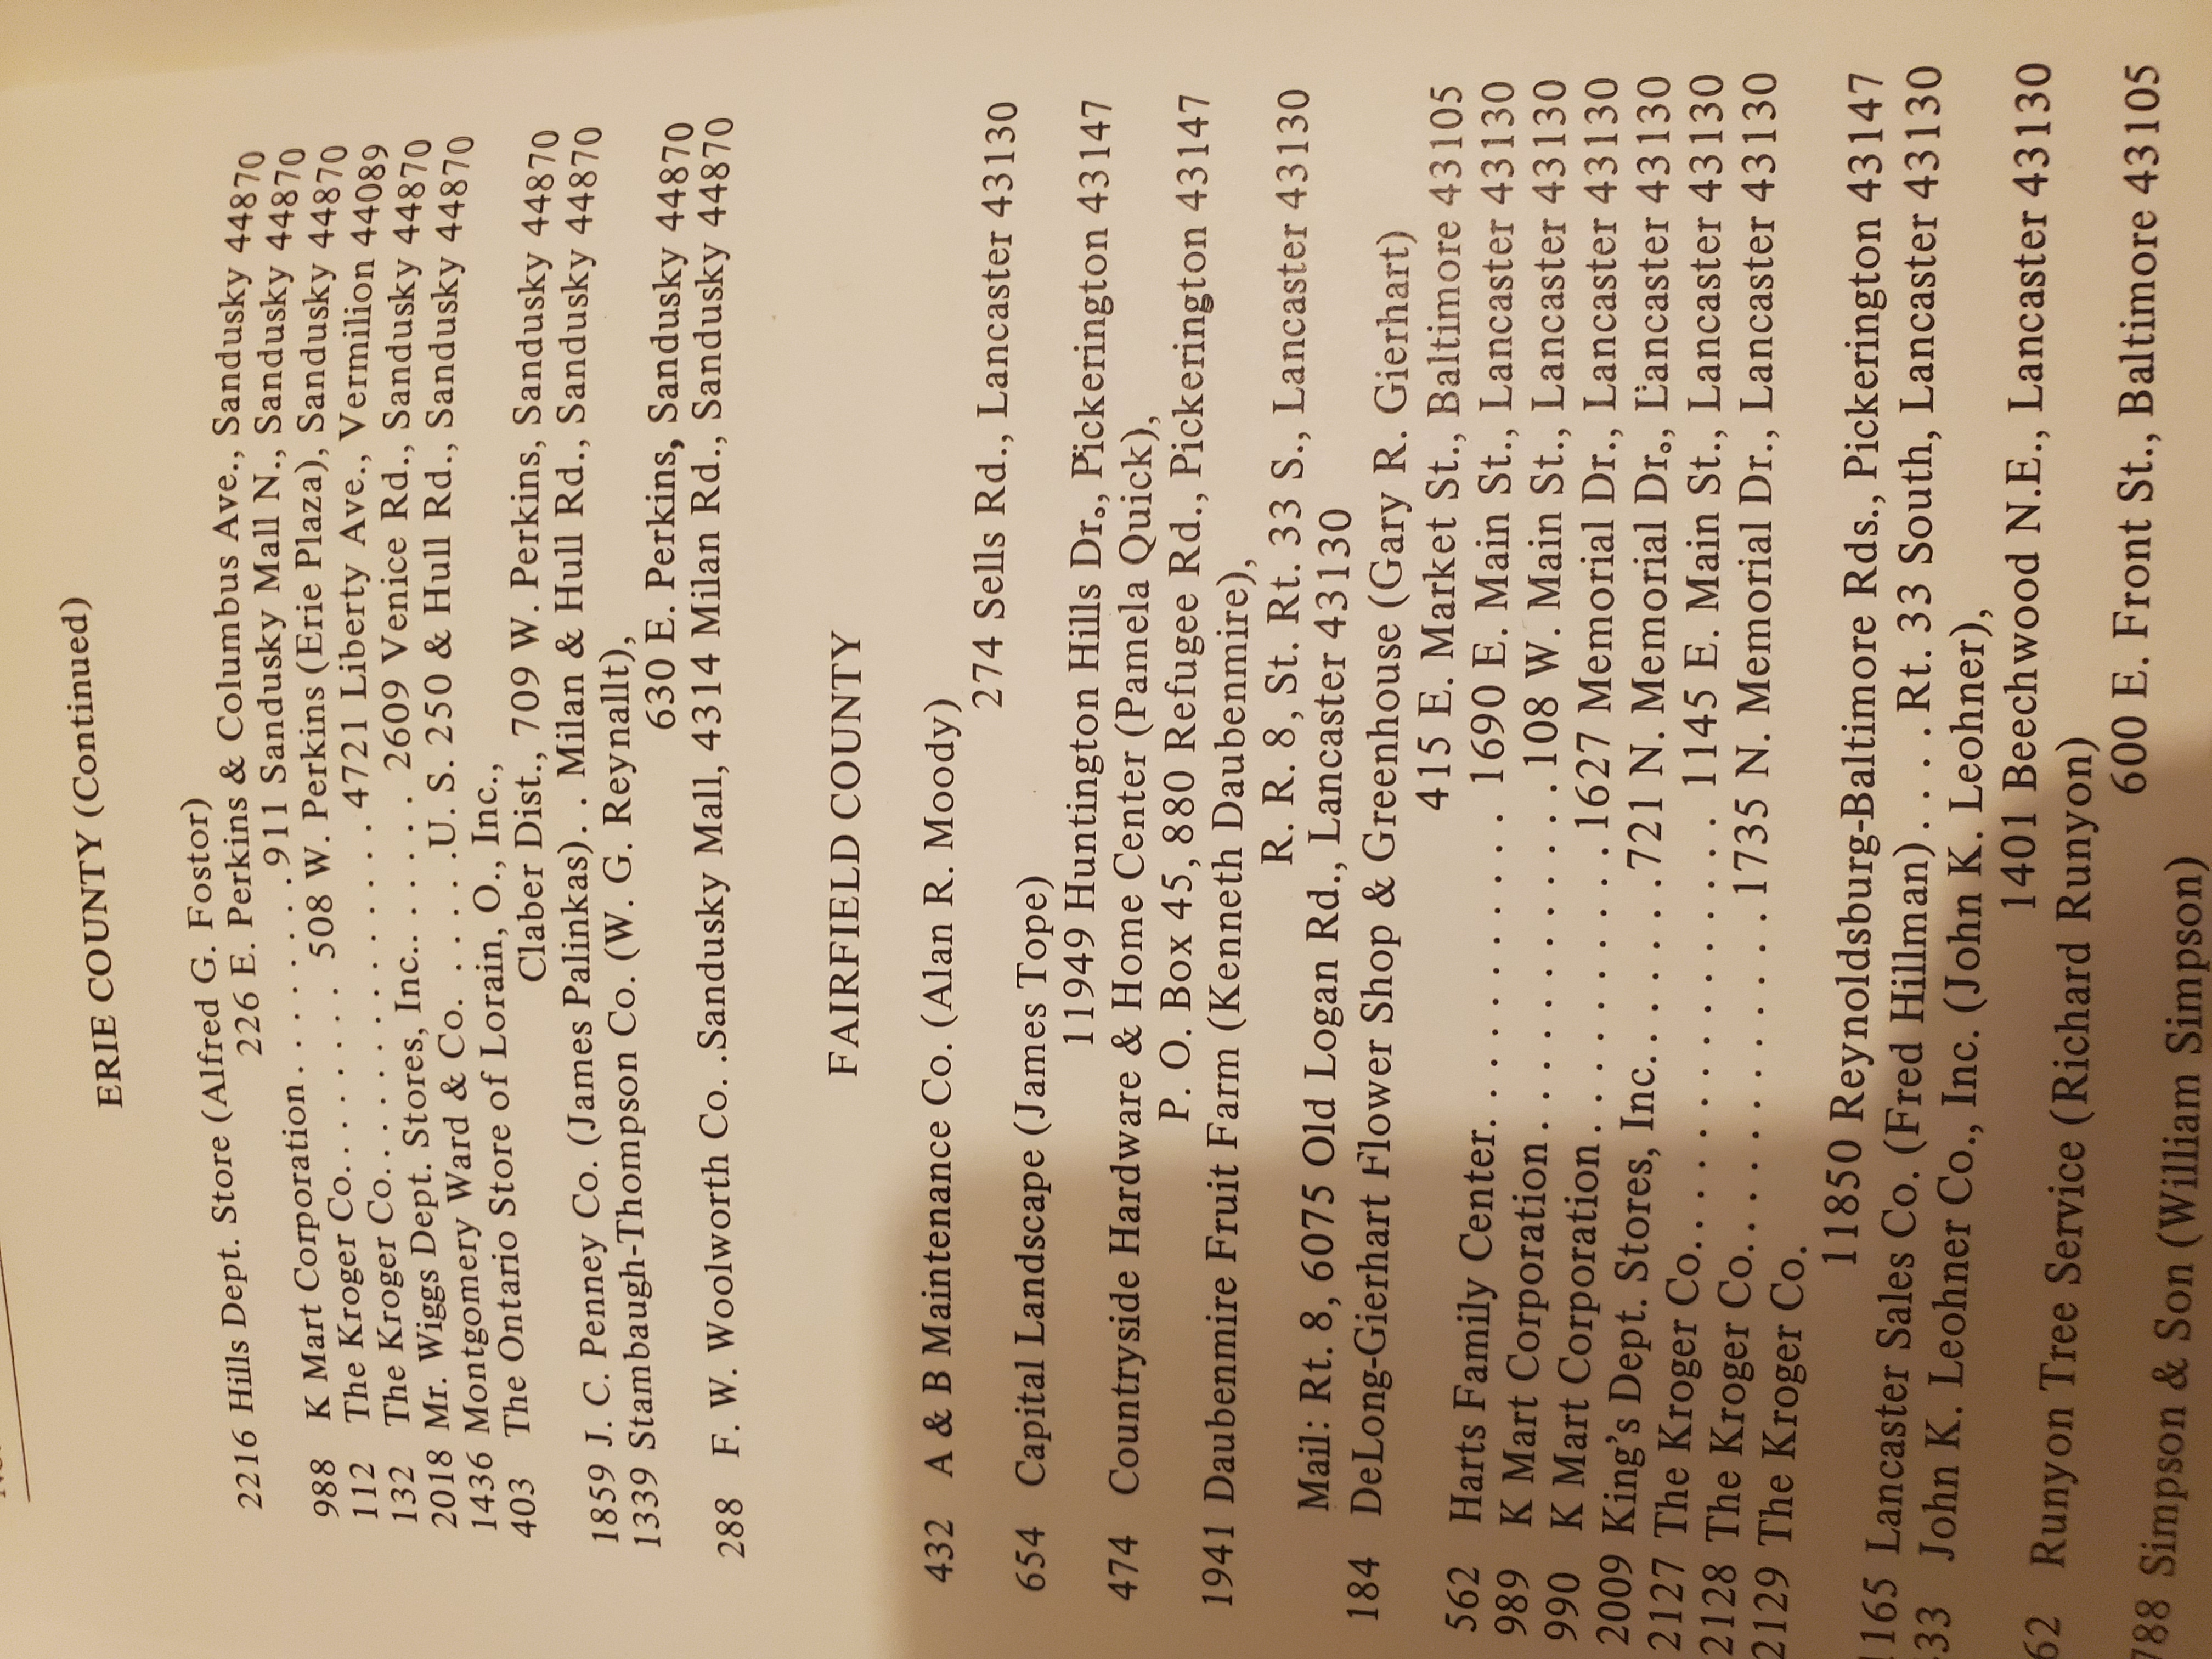 ERIE COUNTY (Continued)
2216 Hills Dept. Store (Alfred G. Fostor)
226 E. Perkins & Columbus Ave., Sandusky 44870
988 K Mart Corporation. . . . . . . .911 Sandusky Mall N., Sandusky 44870
112 The Kroger Co. . . . . . . 508 W. Perkins (Erie Plaza), Sandusky 44870
132 The Kroger Co. . . . . . . . . . . .4721 Liberty Ave., Vermilion 44089
2018 Mr. Wiggs Dept. Stores, Inc.. . . . . . 2609 Venice Rd., Sandusky 44870
1436 Montgomery Ward & Co. . . . . .U. S. 250 & Hull Rd., Sandusky 44870
403 The Ontario Store of Lorain, O., Inc.,
Claber Dist., 709 W. Perkins, Sandusky 44870
1859 J. C. Penney Co. (James Palinkas). . Milan & Hull Rd., Sandusky 44870
1339 Stambaugh-Thompson Co. (W. G. Reynallt),
630 E. Perkins, Sandusky 44870
288 F. W. Woolworth Co. .Sandusky Mall, 4314 Milan Rd., Sandusky 44870
FAIRFIELD COUNTY
432 A & B Maintenance Co. (Alan R. Moody)
274 Sells Rd., Lancaster 43130
654 Capital Landscape (James Tope)
11949 Huntington Hills Dr., Pickerington 43147
474 Countryside Hardware & Home Center (Pamela Quick),
P. O. Box 45, 880 Refugee Rd., Pickerington 43147
1941 Daubenmire Fruit Farm (Kenneth Daubenmire),
R. R. 8, St. Rt. 33 S., Lancaster 43130
Mail: Rt. 8, 6075 Old Logan Rd., Lancaster 43130
184 DeLong-Gierhart Flower Shop & Greenhouse (Gary R. Gierhart)
415 E. Market St., Baltimore 43105
562 Harts Family Center. . . . . . . . . . . . 1690 E. Main St., Lancaster 43130
989 K Mart Corporation . . . . . . . . . . . . .108 W. Main St., Lancaster 43130
990 K Mart Corporation . . . . . . . . . . .1627 Memorial Dr., Lancaster 43130
2009 King's Dept. Stores, Inc.. . . . . . . .721 N. Memorial Dr., Lancaster 43130
2127 The Kroger Co. . . . . . . . . . . . . . . 1145 E. Main St., Lancaster 43130
2128 The Kroger Co. . . . . . . . . . . . .1735 N. Memorial Dr., Lancaster 43130
2129 The Kroger Co.
11850 Reynoldsburg-Baltimore Rds., Pickerington 43147
165 Lancaster Sales Co. (Fred Hillman) . . . . Rt. 33 South, Lancaster 43130
33 John K. Leohner Co., Inc. (John K. Leohner),
1401 Beechwood N.E., Lancaster 43130
62 Runyon Tree Service (Richard Runyon)
600 E. Front St., Baltimore 43105
788 Simpson & Son (William Simpson)